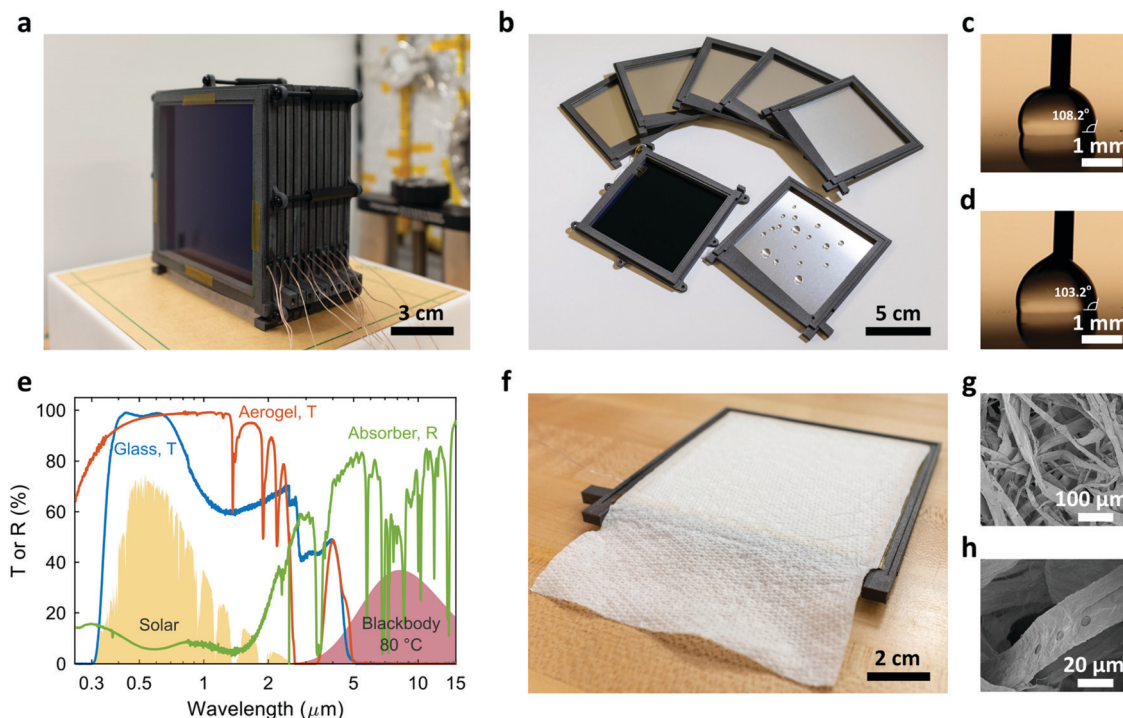 a
3 cm
b
5 cm
c
108.2°
1 mm
d
103.2°
1 mm
e
T or R (%)
100
80
60
40
20
0
Aerogel, T
Glass, T
Absorber, R
Solar
Blackbody
80 °C
0.3
0.5
1
2
5
10
15
Wavelength (μm)
f
2 cm
g
100 μm
h
20 μm